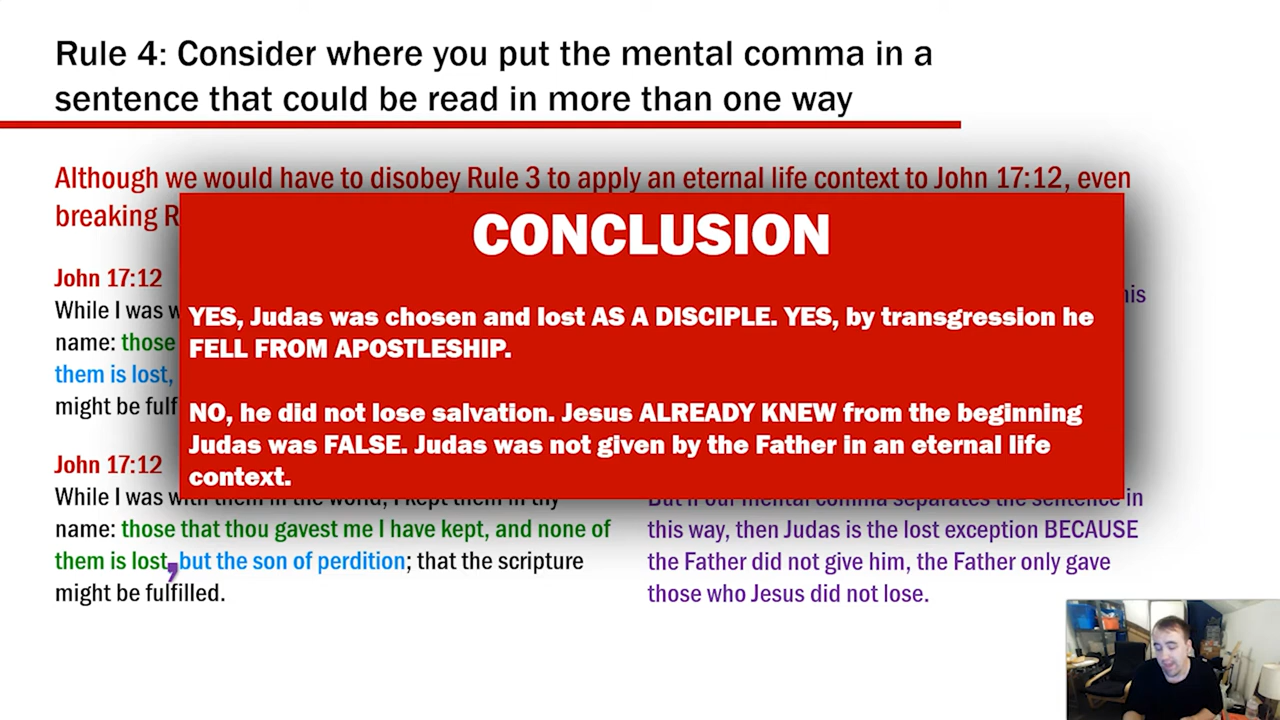 Rule 4: Consider where you put the mental comma in a
sentence that could be read in more than one way
Although we would have to disobey Rule 3 to apply an eternal life context to John 17:12, even
breaking R
CONCLUSION
YES, Judas was chosen and lost AS A DISCIPLE. YES, by transgression he
FELL FROM APOSTLESHIP.
NO, he did not lose salvation. Jesus ALREADY KNEW from the beginning
Judas was FALSE. Judas was not given by the Father in an eternal life
context.
John 17:12
While I was w
name: those
them is lost,
might be fulf
his
John 17:12
While I was with them in the world, I kept them in thy
name: those that thou gavest me I have kept, and none of
them is lost, but the son of perdition; that the scripture
might be fulfilled.
But if our mental comma separates the sentence in
this way, then Judas is the lost exception BECAUSE
the Father did not give him, the Father only gave
those who Jesus did not lose.